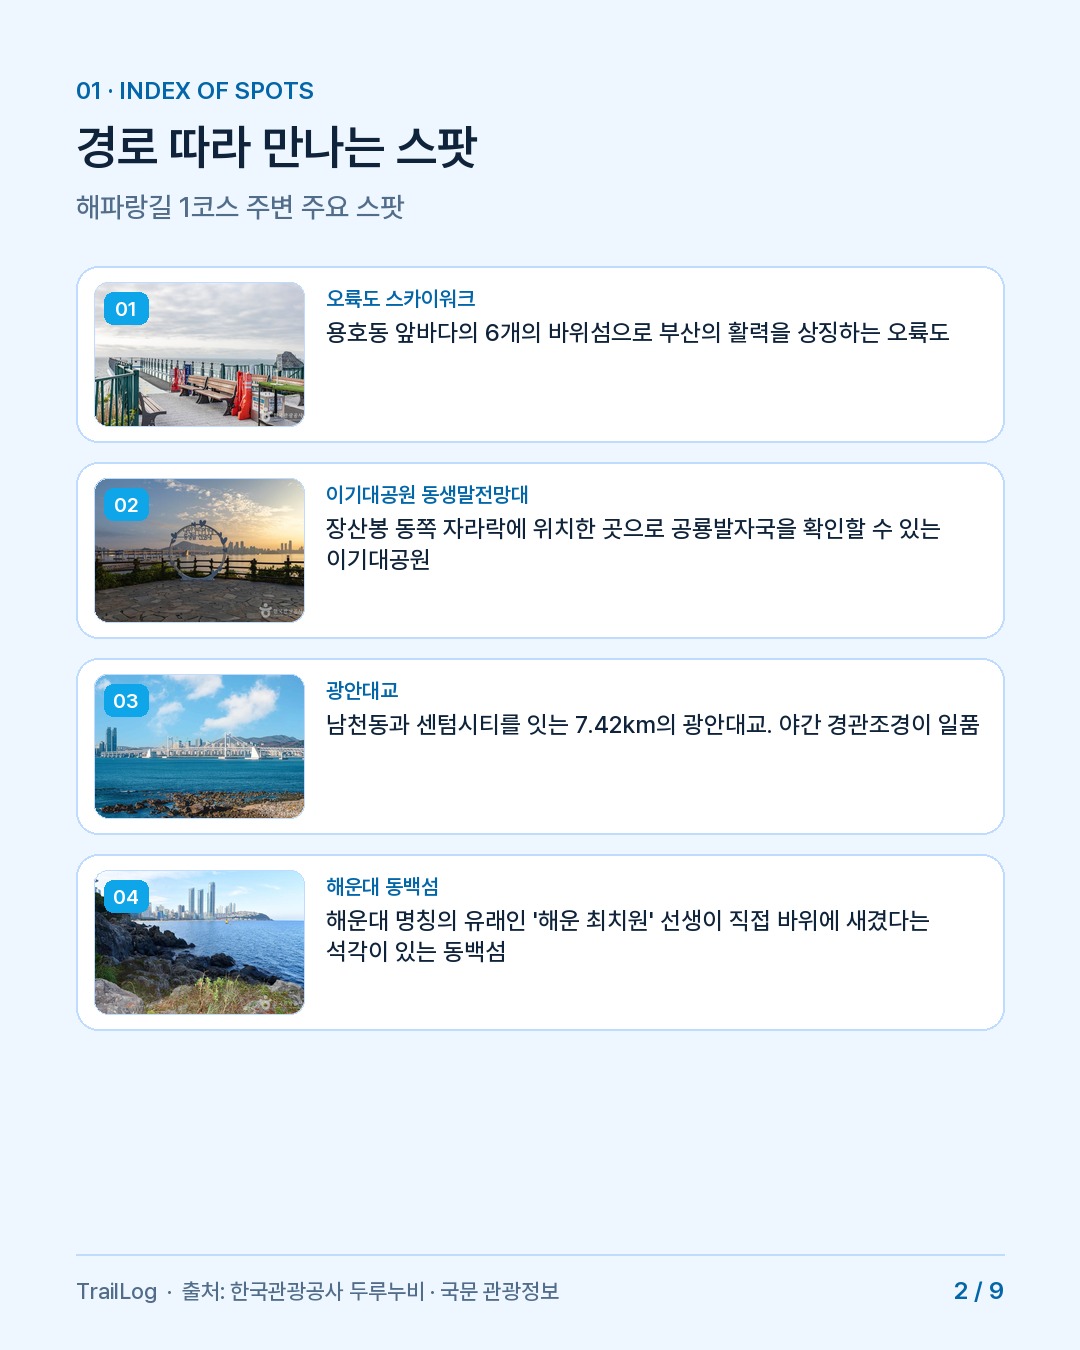 01 · INDEX OF SPOTS
경로 따라 만나는 스팟
해파랑길 1코스 주변 주요 스팟
01
오륙도 스카이워크
용호동 앞바다의 6개의 바위섬으로 부산의 활력을 상징하는 오륙도
02
이기대공원 동생말전망대
장산봉 동쪽 자라락에 위치한 곳으로 공룡발자국을 확인할 수 있는
이기대공원
03
광안대교
남천동과 센텀시티를 잇는 7.42km의 광안대교. 야간 경관조경이 일품
04
해운대 동백섬
해운대 명칭의 유래인 '해운 최치원' 선생이 직접 바위에 새겼다는
석각이 있는 동백섬
TrailLog · 출처: 한국관광공사 두루누비 · 국문 관광정보
2 / 9